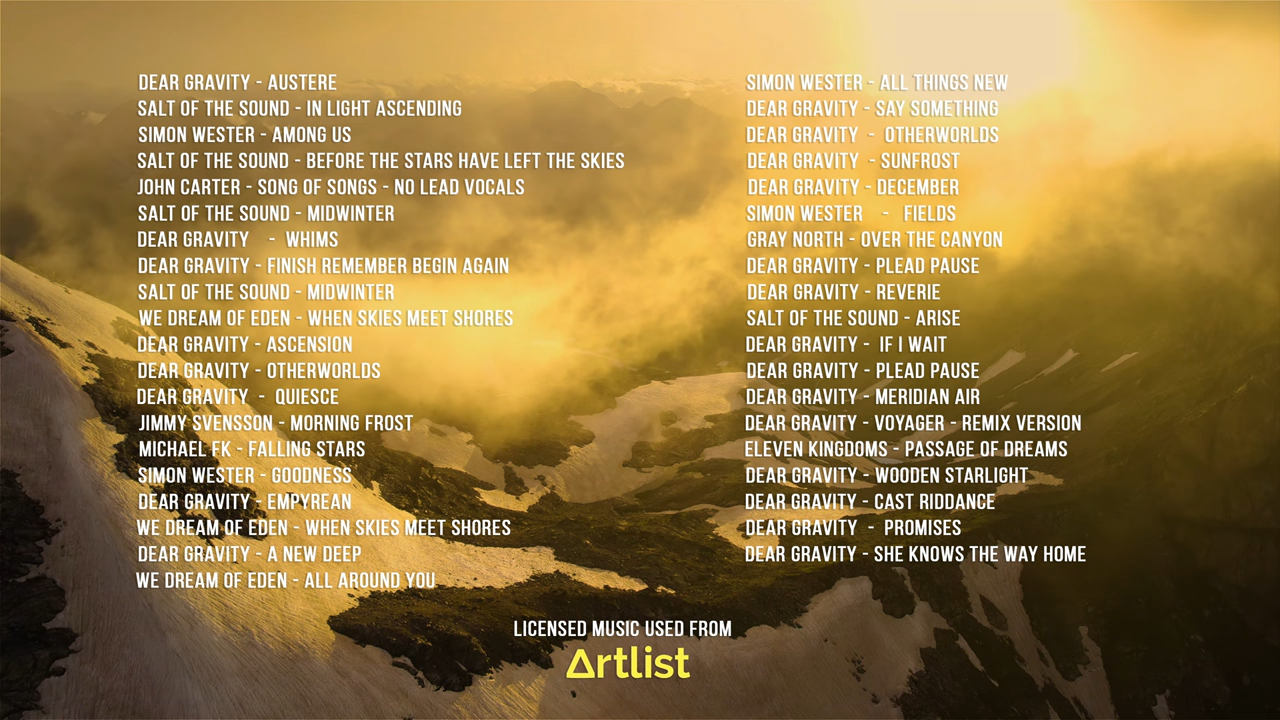 DEAR GRAVITY - AUSTERE
SALT OF THE SOUND - IN LIGHT ASCENDING
SIMON WESTER - AMONG US
SALT OF THE SOUND - BEFORE THE STARS HAVE LEFT THE SKIES
JOHN CARTER - SONG OF SONGS - NO LEAD VOCALS
SALT OF THE SOUND - MIDWINTER
DEAR GRAVITY - WHIMS
DEAR GRAVITY - FINISH REMEMBER BEGIN AGAIN
SALT OF THE SOUND - MIDWINTER
WE DREAM OF EDEN - WHEN SKIES MEET SHORES
DEAR GRAVITY - ASCENSION
DEAR GRAVITY - OTHERWORLDS
DEAR GRAVITY - QUIESCE
JIMMY SVENSSON - MORNING FROST
MICHAEL FK - FALLING STARS
SIMON WESTER - GOODNESS
DEAR GRAVITY - EMPYREAN
WE DREAM OF EDEN - WHEN SKIES MEET SHORES
DEAR GRAVITY - A NEW DEEP
WE DREAM OF EDEN - ALL AROUND YOU
SIMON WESTER - ALL THINGS NEW
DEAR GRAVITY - SAY SOMETHING
DEAR GRAVITY - OTHERWORLDS
DEAR GRAVITY - SUNFROST
DEAR GRAVITY - DECEMBER
SIMON WESTER - FIELDS
GRAY NORTH - OVER THE CANYON
DEAR GRAVITY - PLEAD PAUSE
DEAR GRAVITY - REVERIE
SALT OF THE SOUND - ARISE
DEAR GRAVITY - IF I WAIT
DEAR GRAVITY - PLEAD PAUSE
DEAR GRAVITY - MERIDIAN AIR
DEAR GRAVITY - VOYAGER - REMIX VERSION
ELEVEN KINGDOMS - PASSAGE OF DREAMS
DEAR GRAVITY - WOODEN STARLIGHT
DEAR GRAVITY - CAST RIDDANCE
DEAR GRAVITY - PROMISES
DEAR GRAVITY - SHE KNOWS THE WAY HOME
LICENSED MUSIC USED FROM
Artlist